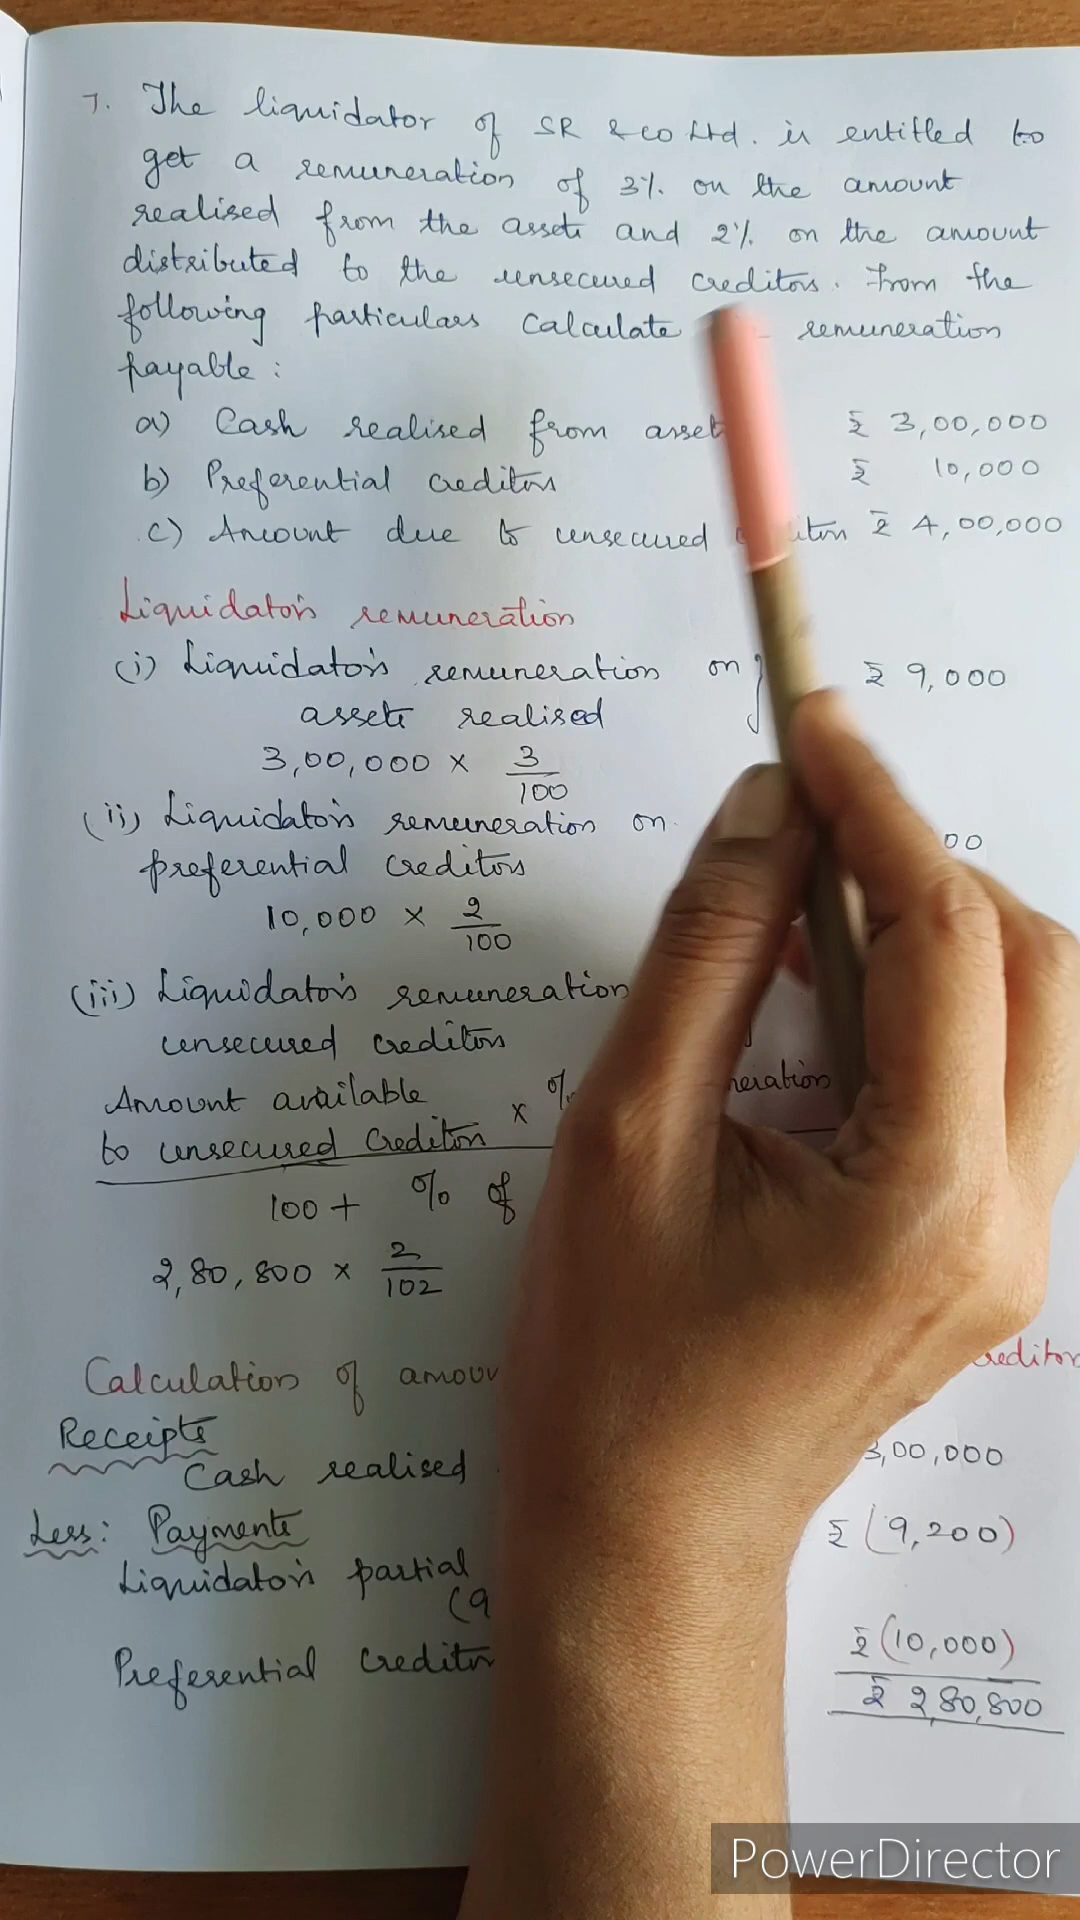 7. The liquidator of SR & co Ltd. is entitled to
get a remuneration of 3% on the amount
realised from the assets and 2% on the amount
distributed to the unsecured creditors. From the
following particulars calculate remuneration
payable :
a) Cash realised from asset ₹ 3,00,000
b) Preferential creditors ₹ 10,000
c) Amount due to unsecured ₹ 4,00,000
Liquidator's remuneration
(i) Liquidator's remuneration on } ₹ 9,000
assets realised
3,00,000 × 3/100
(ii) Liquidator's remuneration on 00
preferential creditors
10,000 × 2/100
(iii) Liquidator's remuneration
unsecured creditors
Amount available × %
to unsecured creditors
100 + % of
2,80,800 × 2/102
Calculation of
Receipts
Cash realised 3,00,000
Less: Payments ₹ (9,200)
Liquidator's partial
(9
Preferential ₹ (10,000)
₹ 2,80,800
PowerDirector